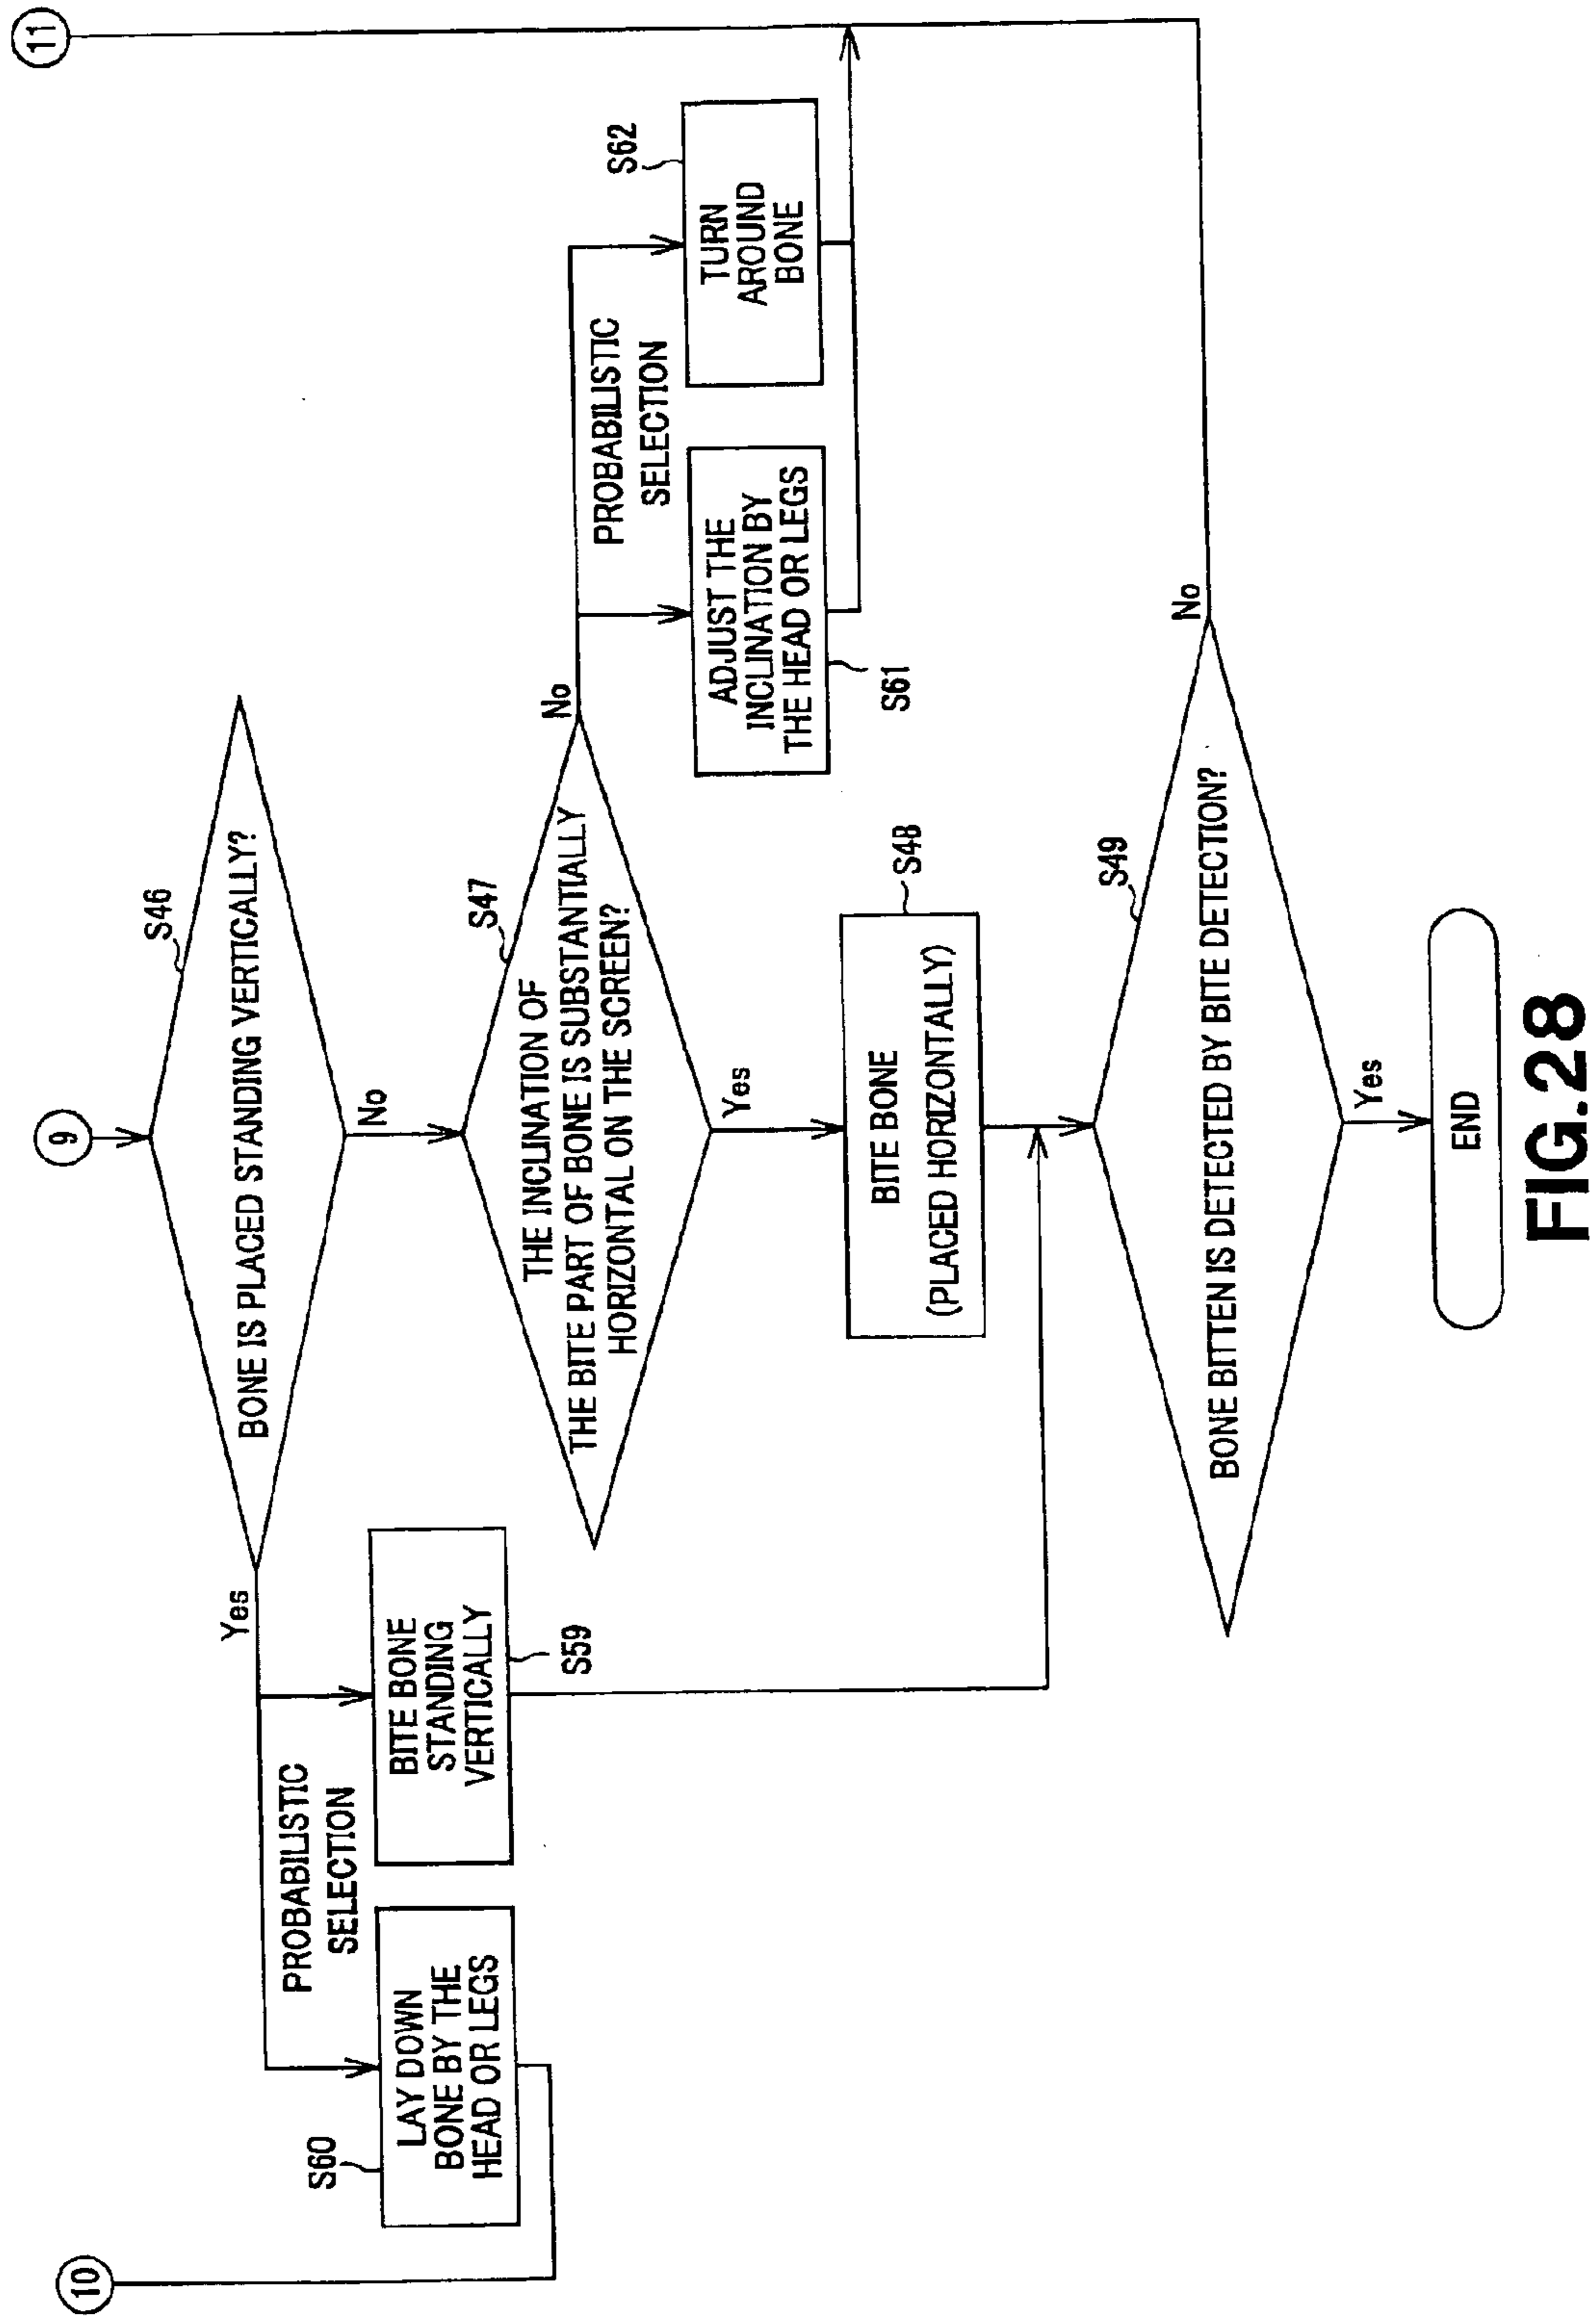 9
11
10
S46
BONE IS PLACED STANDING VERTICALLY?
Yes
No
PROBABILISTIC
SELECTION
S60
LAY DOWN
BONE BY THE
HEAD OR LEGS
BITE BONE
STANDING
VERTICALLY
S59
S47
THE INCLINATION OF
THE BITE PART OF BONE IS SUBSTANTIALLY
HORIZONTAL ON THE SCREEN?
No
Yes
PROBABILISTIC
SELECTION
ADJUST THE
INCLINATION BY
THE HEAD OR LEGS
S61
S62
TURN
AROUND
BONE
S48
BITE BONE
(PLACED HORIZONTALLY)
S49
BONE BITTEN IS DETECTED BY BITE DETECTION?
No
Yes
END
FIG.28